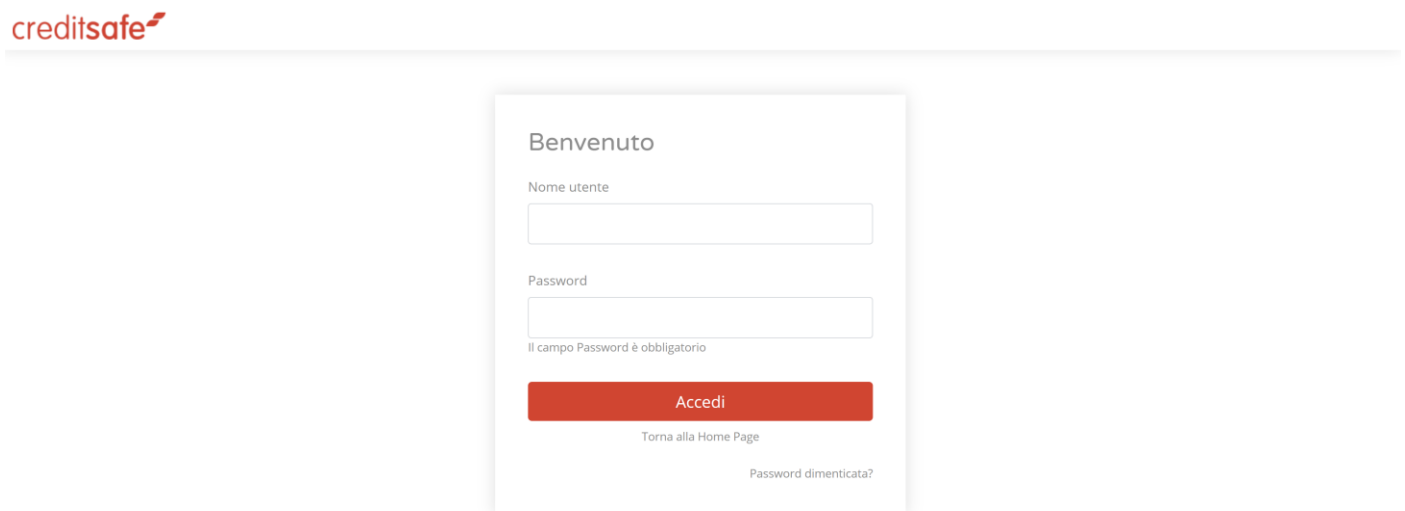 creditsafe
Benvenuto
Nome utente
Password
Il campo Password è obbligatorio
Accedi
Torna alla Home Page
Password dimenticata?